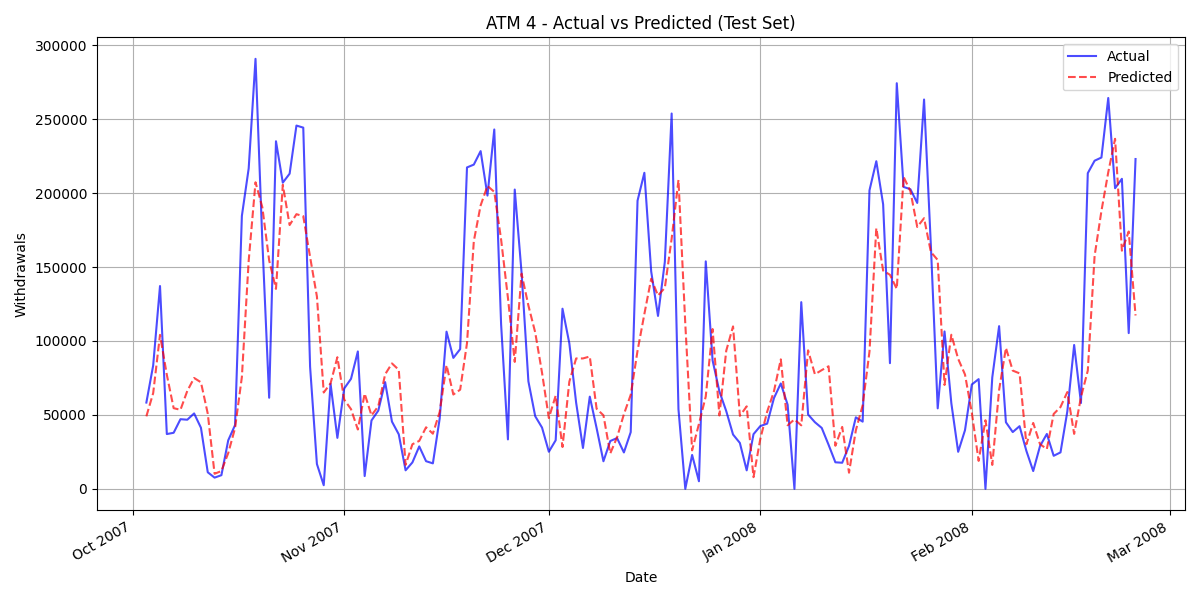 ATM 4 - Actual vs Predicted (Test Set)
Actual
Predicted
Withdrawals
300000
250000
200000
150000
100000
50000
0
Oct 2007
Nov 2007
Dec 2007
Jan 2008
Feb 2008
Mar 2008
Date